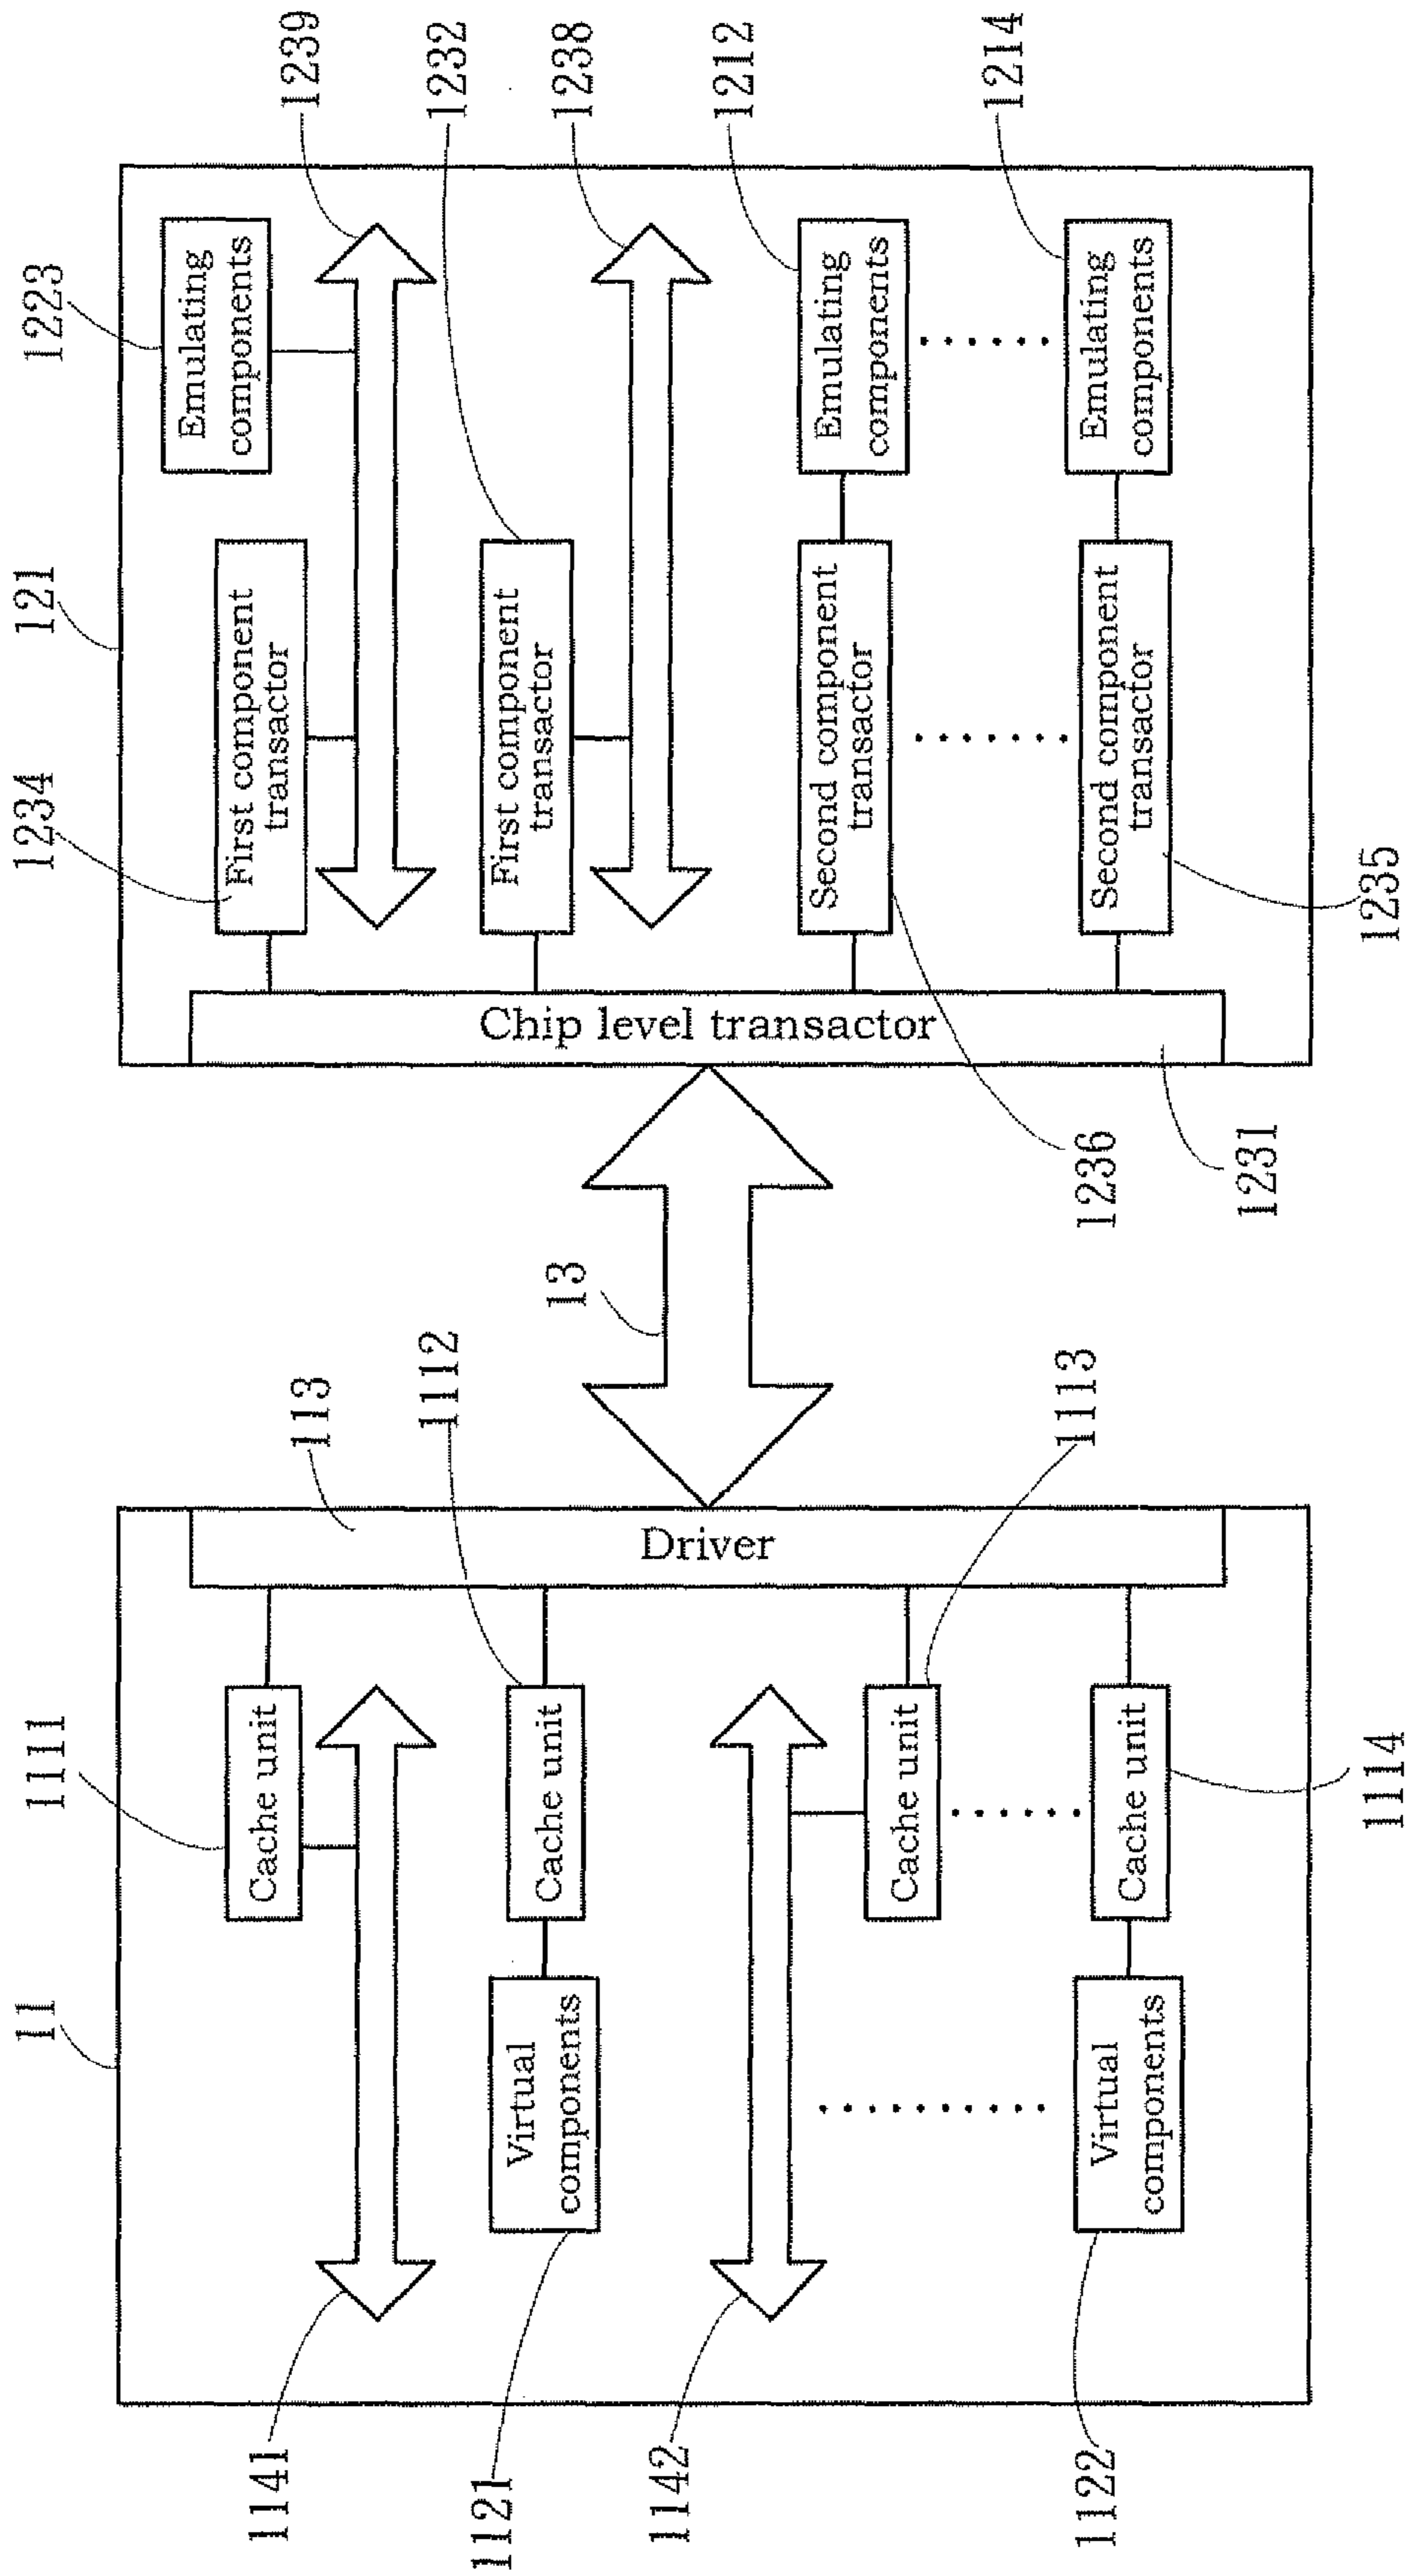 11
1111
113
1141
Cache unit
Driver
1112
1121
Virtual
components
Cache unit
1142
1113
Cache unit
1122
Virtual
components
Cache unit
1114
13
121
1223
1239
1234
First component
transactor
Emulating
components
1232
First component
transactor
1238
Chip level transactor
1212
Second component
transactor
Emulating
components
1236
1214
Second component
transactor
Emulating
components
1231
1235